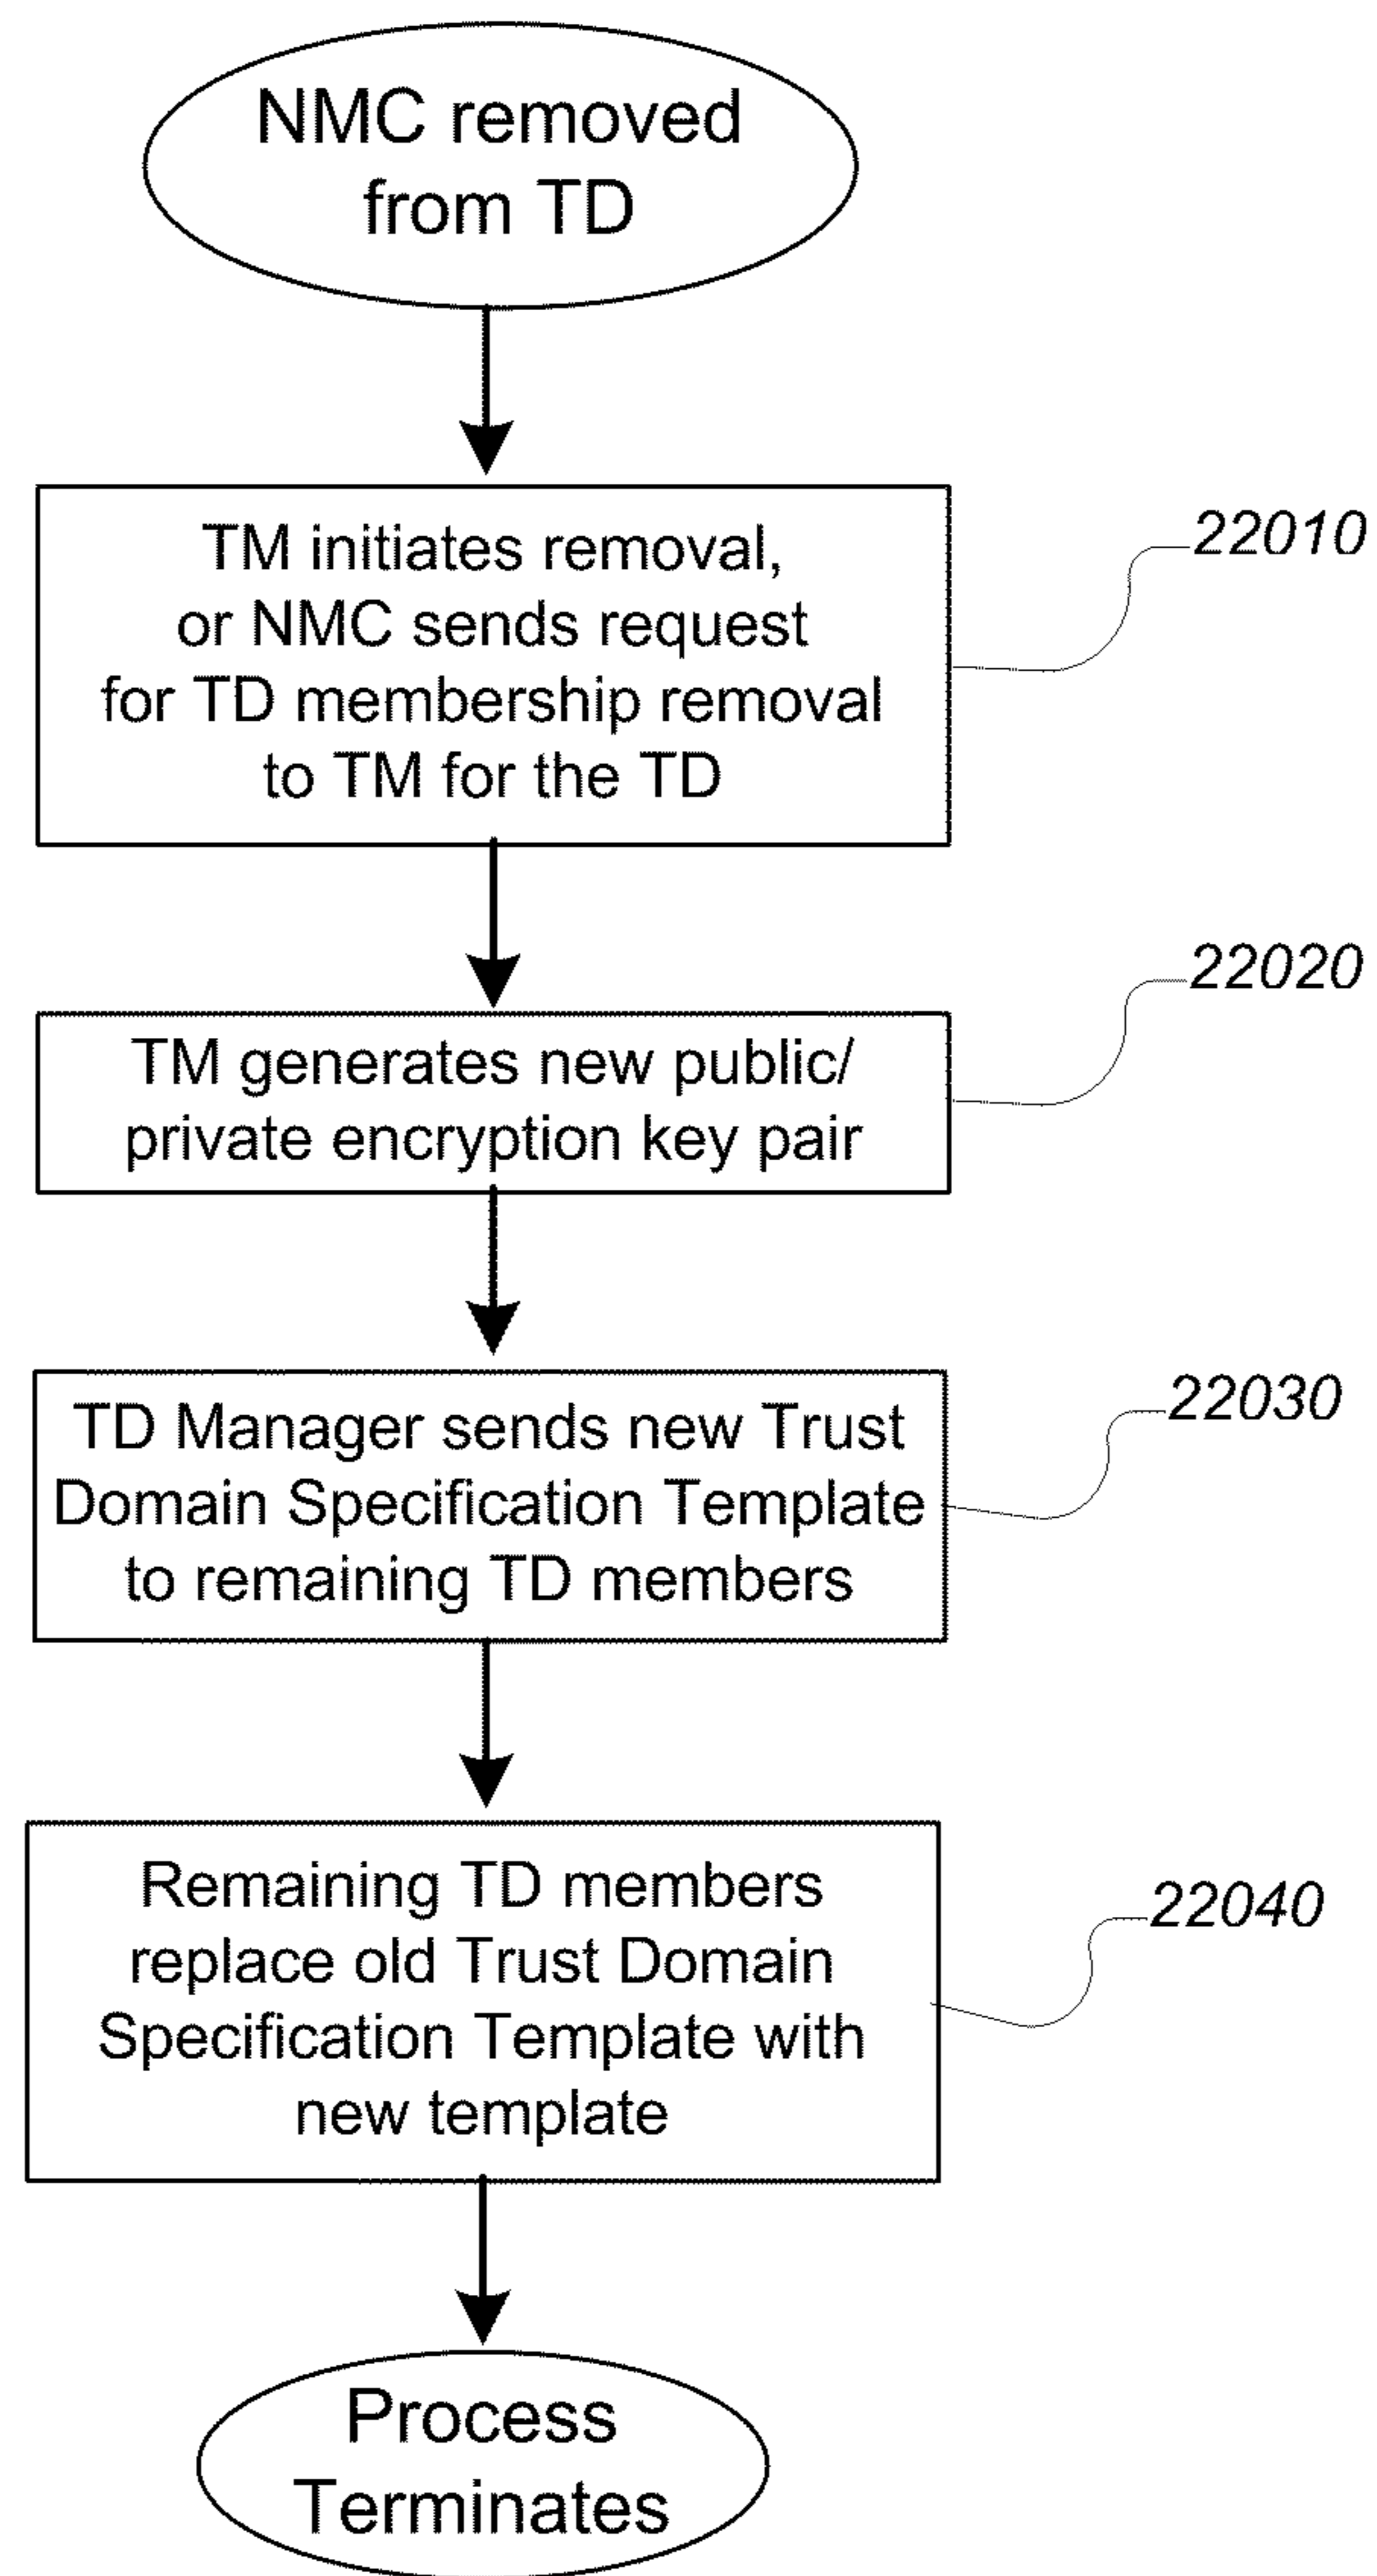 NMC removed
from TD
TM initiates removal,
or NMC sends request
for TD membership removal
to TM for the TD
22010
TM generates new public/
private encryption key pair
22020
TD Manager sends new Trust
Domain Specification Template
to remaining TD members
22030
Remaining TD members
replace old Trust Domain
Specification Template with
new template
22040
Process
Terminates